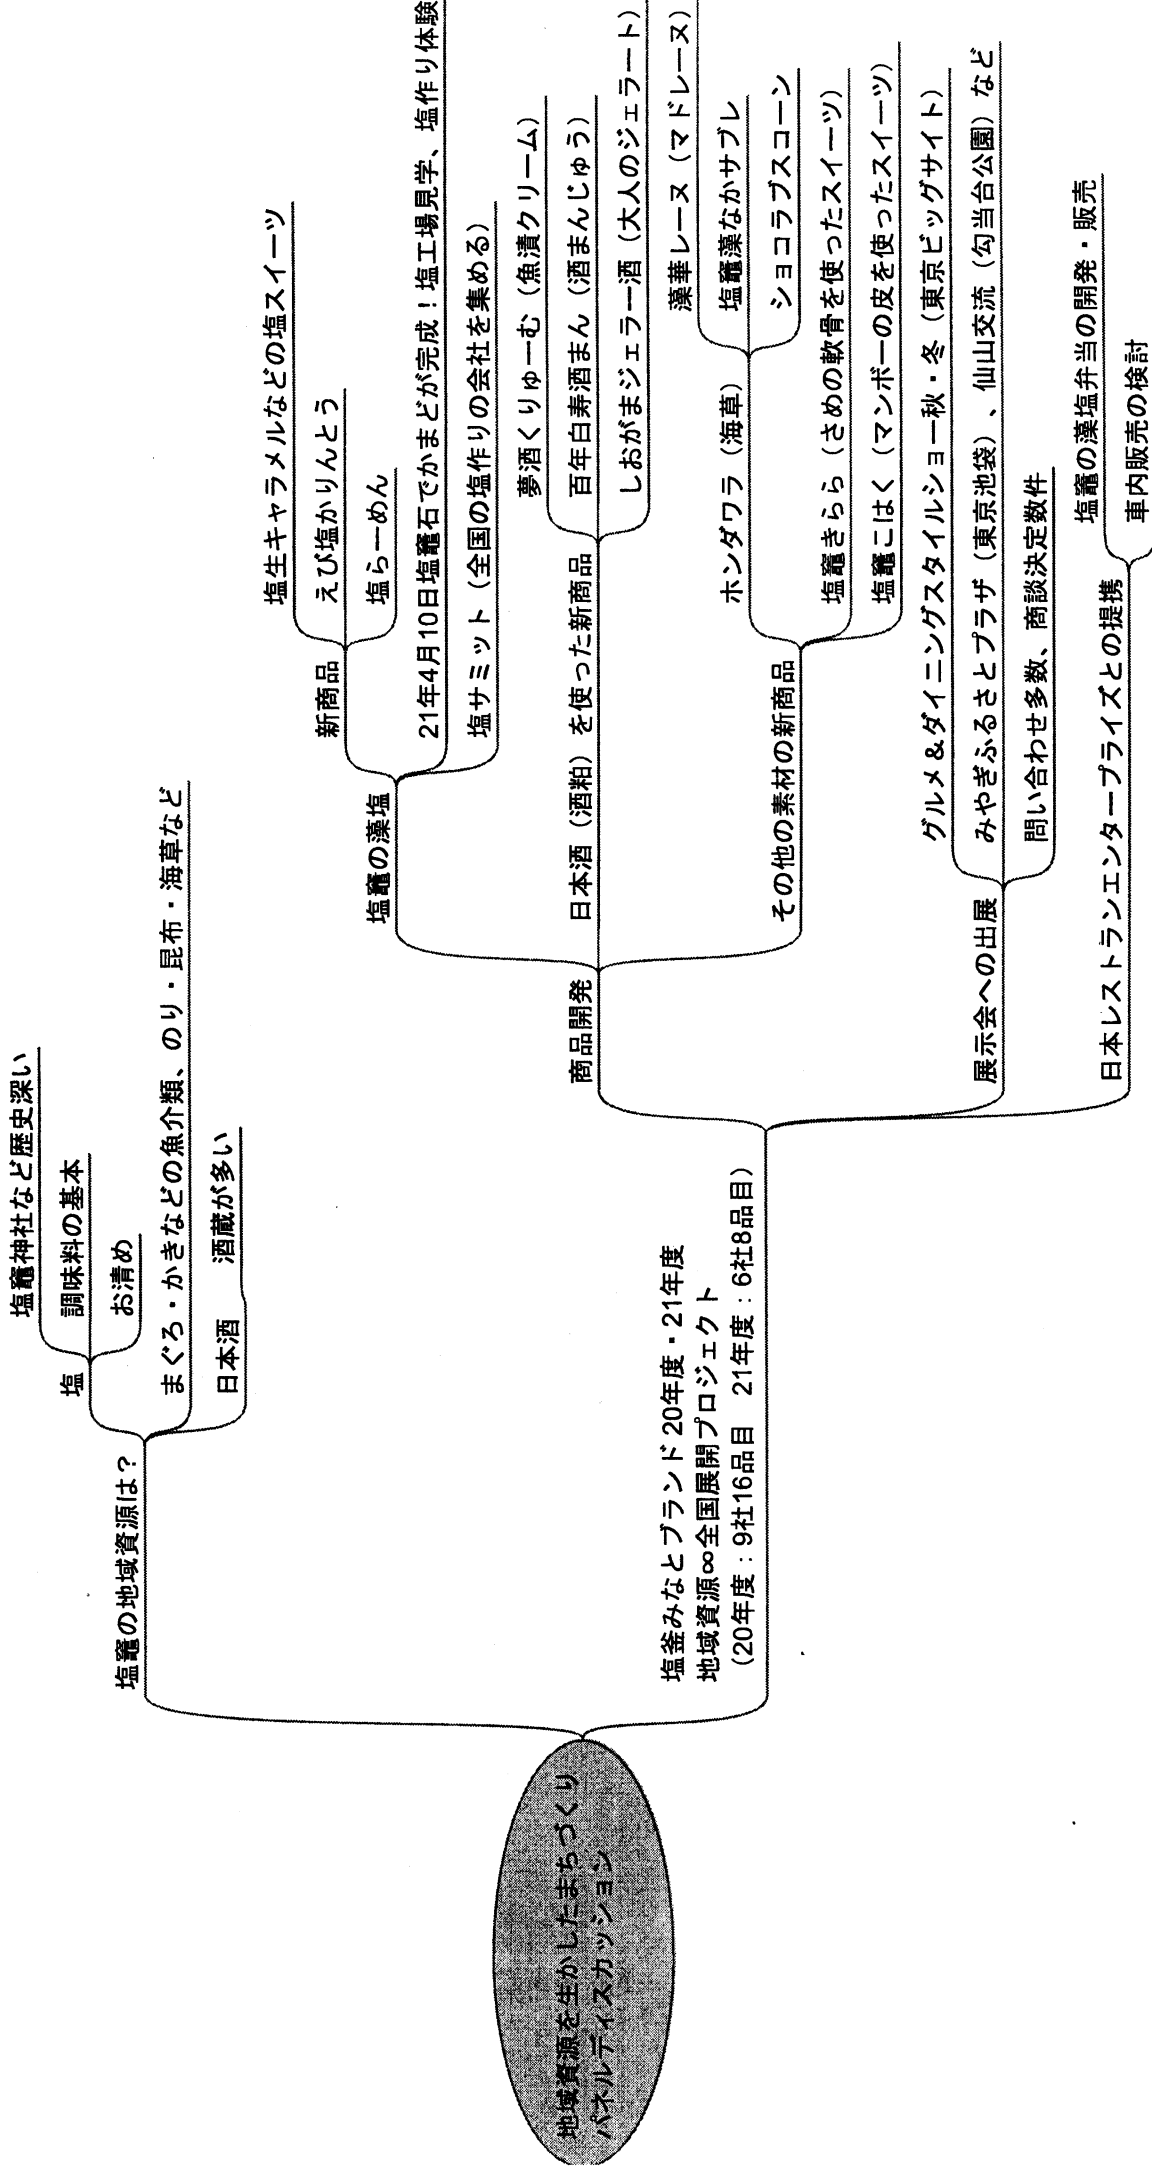 地域資源を生かしたまちづくり
パネルディスカッション
塩竈の地域資源は？
塩
塩竈神社など歴史深い
調味料の基本
お清め
まぐろ・かきなどの魚介類、のり・昆布・海草など
日本酒
酒蔵が多い
塩釜みなとブランド 20年度・21年度
地域資源∞全国展開プロジェクト
(20年度：9社16品目　21年度：6社8品目)
商品開発
塩竈の藻塩
新商品
塩生キャラメルなどの塩スイーツ
えび塩かりんとう
塩らーめん
21年4月10日塩竈石でかまどが完成！塩工場見学、塩作り体験
塩サミット（全国の塩作りの会社を集める）
日本酒（酒粕）を使った新商品
夢酒くりゅーむ（魚漬クリーム）
百年白寿酒まん（酒まんじゅう）
しおがまジェラー酒（大人のジェラート）
その他の素材の新商品
ホンダワラ（海草）
藻華レーヌ（マドレーヌ）
塩竈藻なかサブレ
ショコラブスコーン
塩竈きらら（さめの軟骨を使ったスイーツ）
塩竈こはく（マンボーの皮を使ったスイーツ）
展示会への出展
グルメ＆ダイニングスタイルショー秋・冬（東京ビッグサイト）
みやぎふるさとプラザ（東京池袋）、仙山交流（勾当台公園）など
問い合わせ多数、商談決定数件
日本レストランエンタープライズとの提携
塩竈の藻塩弁当の開発・販売
車内販売の検討